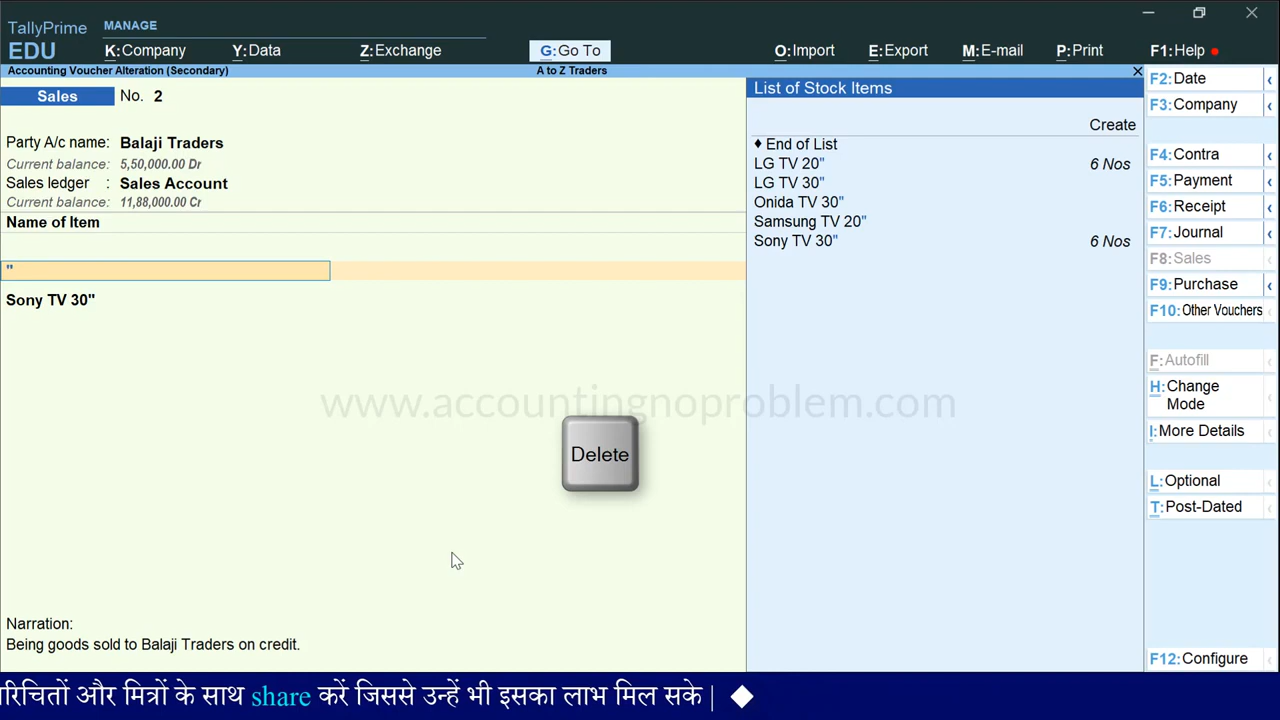 TallyPrime
MANAGE
EDU
K:Company
Y:Data
Z:Exchange
G:Go To
O:Import
E:Export
M:E-mail
P:Print
F1:Help
Accounting Voucher Alteration (Secondary)
A to Z Traders
Sales
No. 2
Party A/c name: Balaji Traders
Current balance: 5,50,000.00 Dr
Sales ledger : Sales Account
Current balance: 11,88,000.00 Cr
Name of Item
"
Sony TV 30"
Narration:
Being goods sold to Balaji Traders on credit.
List of Stock Items
Create
♦ End of List
LG TV 20" 6 Nos
LG TV 30"
Onida TV 30"
Samsung TV 20"
Sony TV 30" 6 Nos
F2:Date
F3:Company
F4:Contra
F5:Payment
F6:Receipt
F7:Journal
F8:Sales
F9:Purchase
F10:Other Vouchers
F:Autofill
H:Change
Mode
I:More Details
L:Optional
T:Post-Dated
F12:Configure
www.accountingnoproblem.com
Delete
और मित्रों के साथ share करें जिससे उन्हें भी इसका लाभ मिल सके | ◆